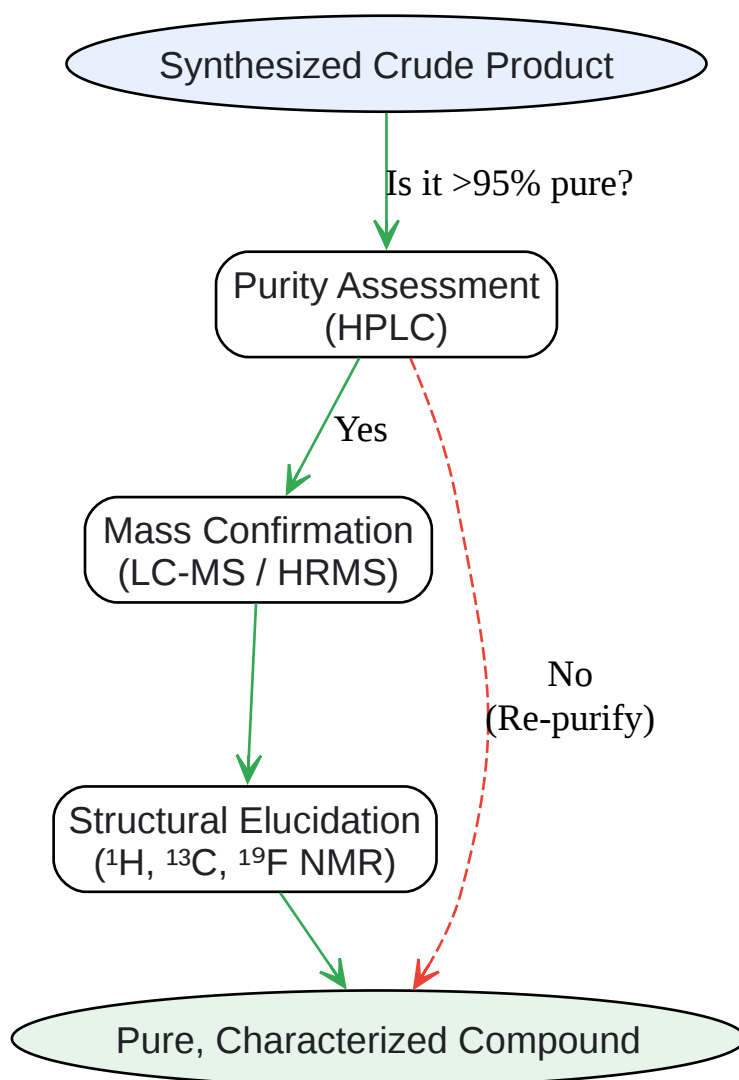 Synthesized Crude Product
Is it >95% pure?
Purity Assessment
(HPLC)
Yes
Mass Confirmation
(LC-MS / HRMS)
No
(Re-purify)
Structural Elucidation
(¹H, ¹³C, ¹⁹F NMR)
Pure, Characterized Compound